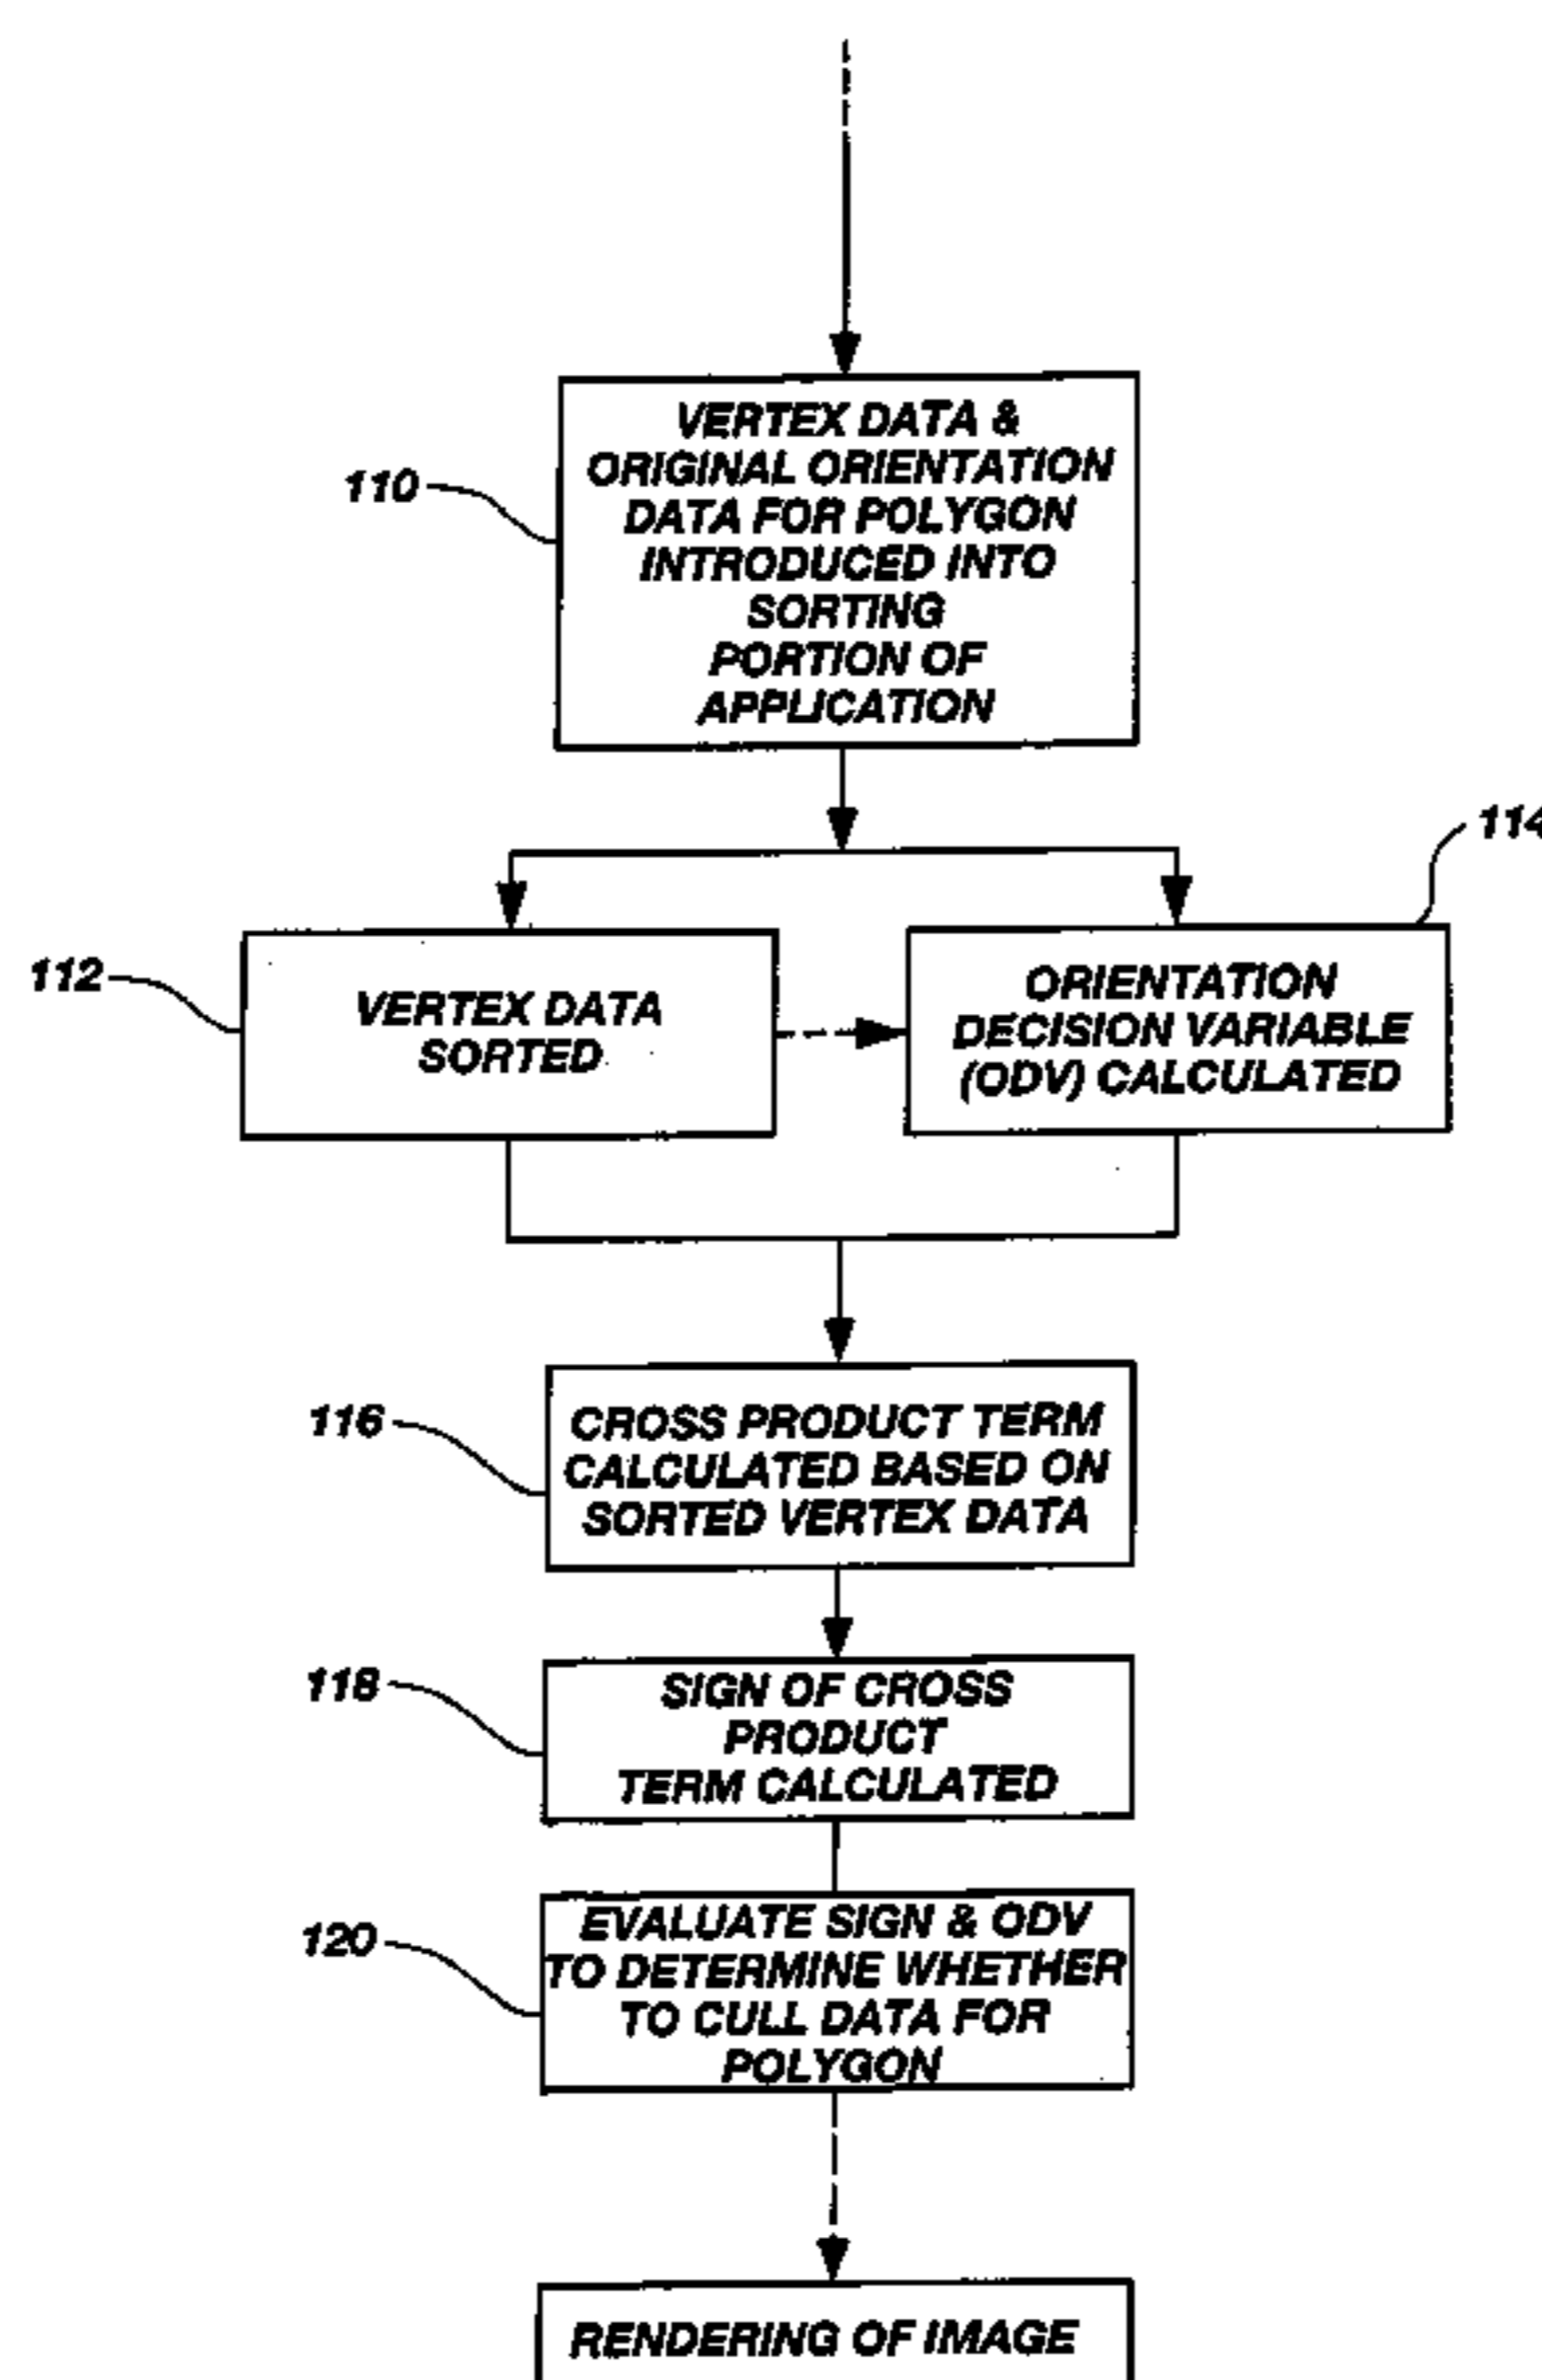 VERTEX DATA &
ORIGINAL ORIENTATION
DATA FOR POLYGON
INTRODUCED INTO
SORTING
PORTION OF
APPLICATION
110
114
112
VERTEX DATA
SORTED
ORIENTATION
DECISION VARIABLE
(ODV) CALCULATED
116
CROSS PRODUCT TERM
CALCULATED BASED ON
SORTED VERTEX DATA
118
SIGN OF CROSS
PRODUCT
TERM CALCULATED
120
EVALUATE SIGN & ODV
TO DETERMINE WHETHER
TO CULL DATA FOR
POLYGON
RENDERING OF IMAGE